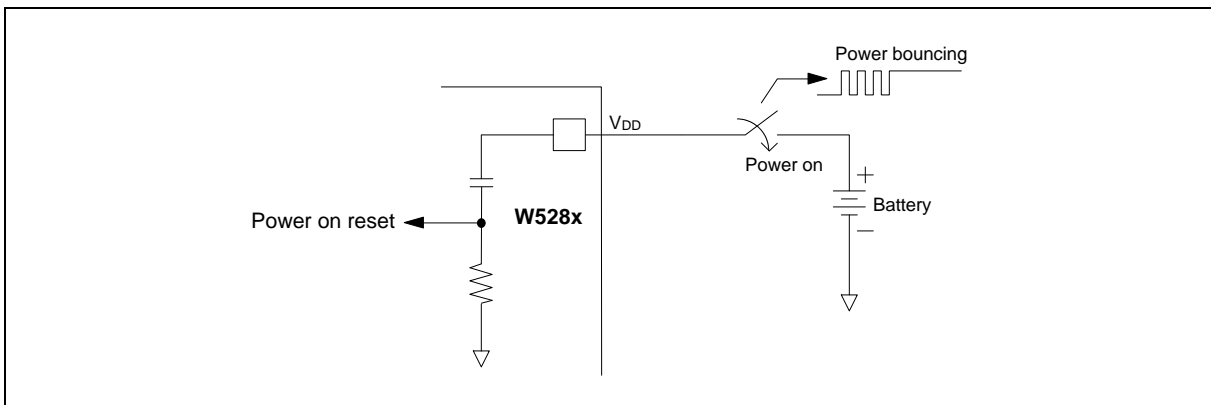 Power bouncing
VDD
Power on
+
Battery
–
Power on reset
W528x